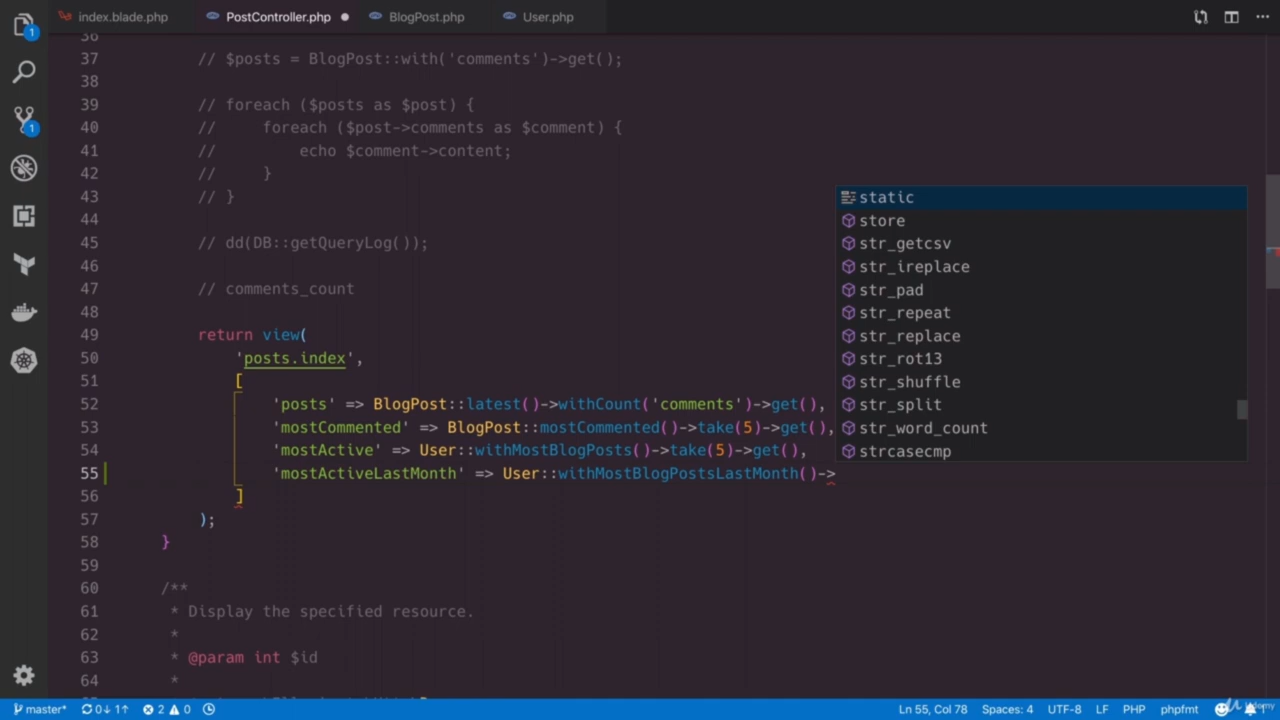 index.blade.php PostController.php BlogPost.php User.php
36
37 // $posts = BlogPost::with('comments')->get();
38
39 // foreach ($posts as $post) {
40 //     foreach ($post->comments as $comment) {
41 //         echo $comment->content;
42 //     }
43 // }
44
45 // dd(DB::getQueryLog());
46
47 // comments_count
48
49 return view(
50 'posts.index',
51 [
52 'posts' => BlogPost::latest()->withCount('comments')->get(),
53 'mostCommented' => BlogPost::mostCommented()->take(5)->get(),
54 'mostActive' => User::withMostBlogPosts()->take(5)->get(),
55 'mostActiveLastMonth' => User::withMostBlogPostsLastMonth()->
56 ]
57 );
58 }
59
60 /**
61 * Display the specified resource.
62 *
63 * @param int $id
64 *
static
store
str_getcsv
str_ireplace
str_pad
str_repeat
str_replace
str_rot13
str_shuffle
str_split
str_word_count
strcasecmp
1
1
master* 0↓ 1↑ 2 0 Ln 55, Col 78 Spaces: 4 UTF-8 LF PHP phpfmt
Udemy